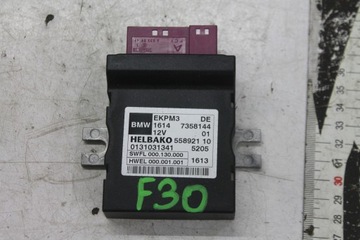 BMW EKPM3 DE
1614 7358144
12V 01
HELBAKO 558921 10
0131031341 5205
SWFL 000.130.000
HWEL 000.001.001 1613
F30